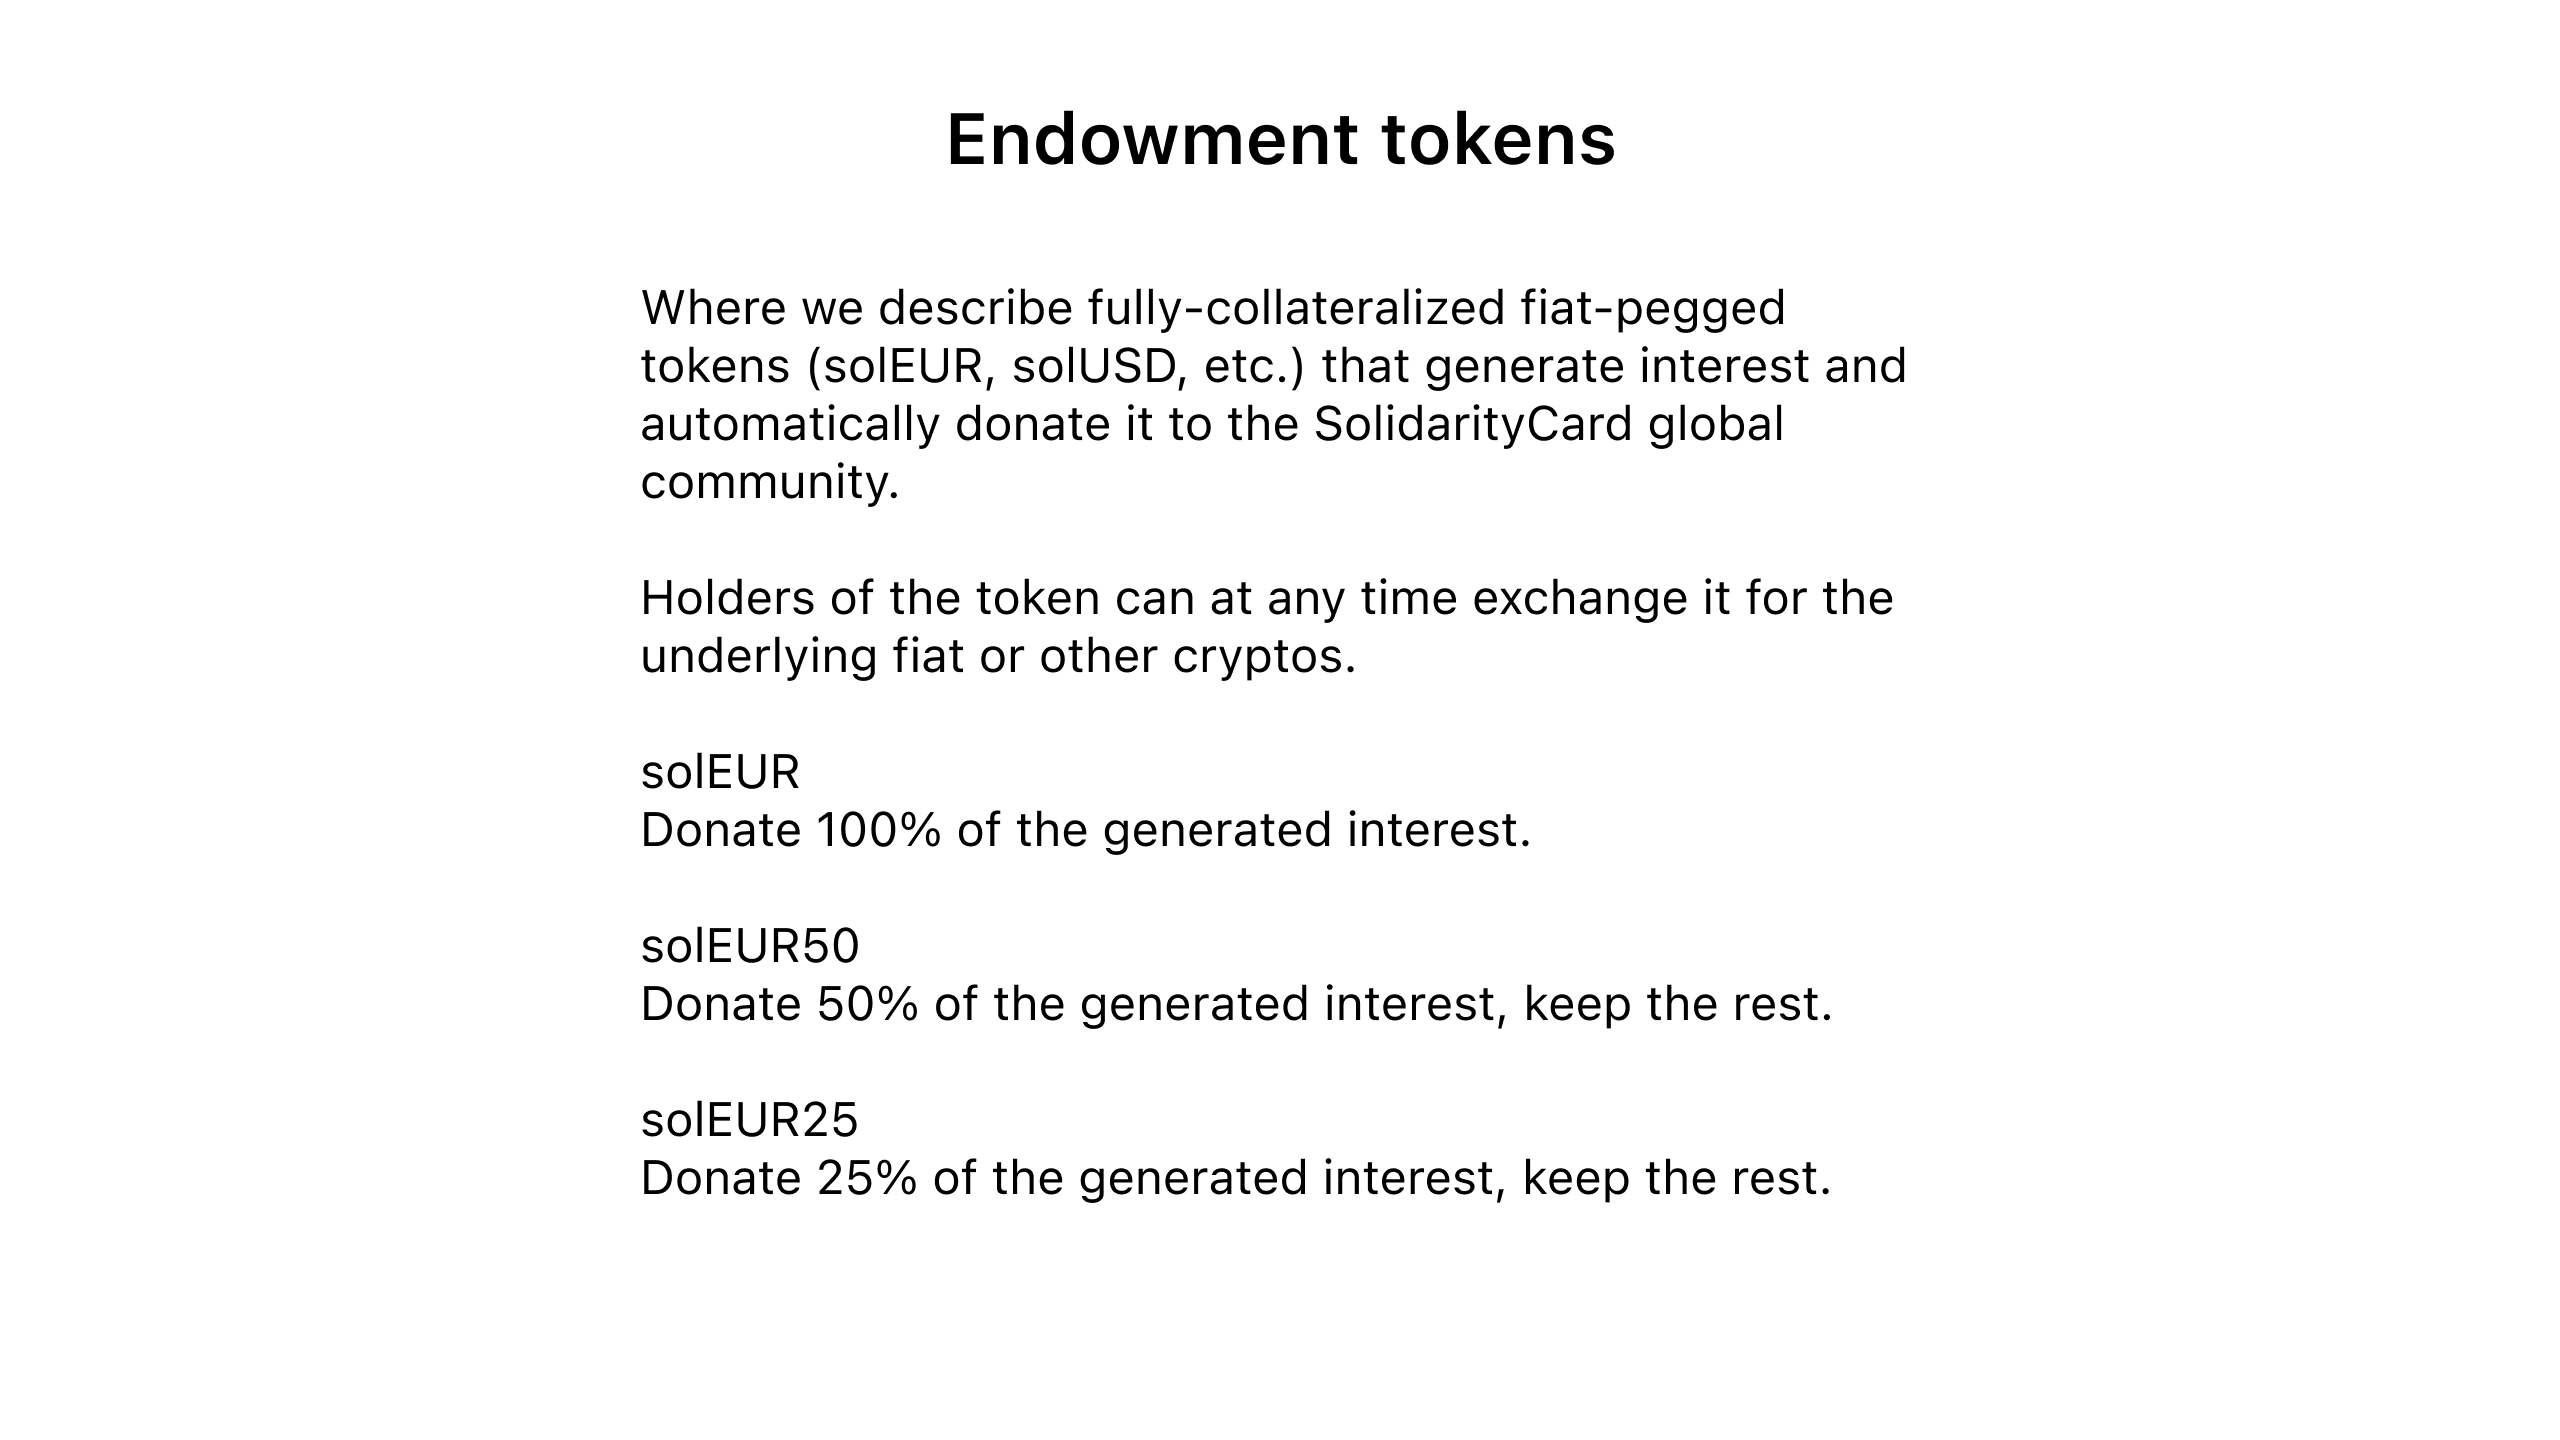 Endowment tokens
Where we describe fully-collateralized fiat-pegged
tokens (solEUR, solUSD, etc.) that generate interest and
automatically donate it to the SolidarityCard global
community.
Holders of the token can at any time exchange it for the
underlying fiat or other cryptos.
solEUR
Donate 100% of the generated interest.
solEUR50
Donate 50% of the generated interest, keep the rest.
solEUR25
Donate 25% of the generated interest, keep the rest.